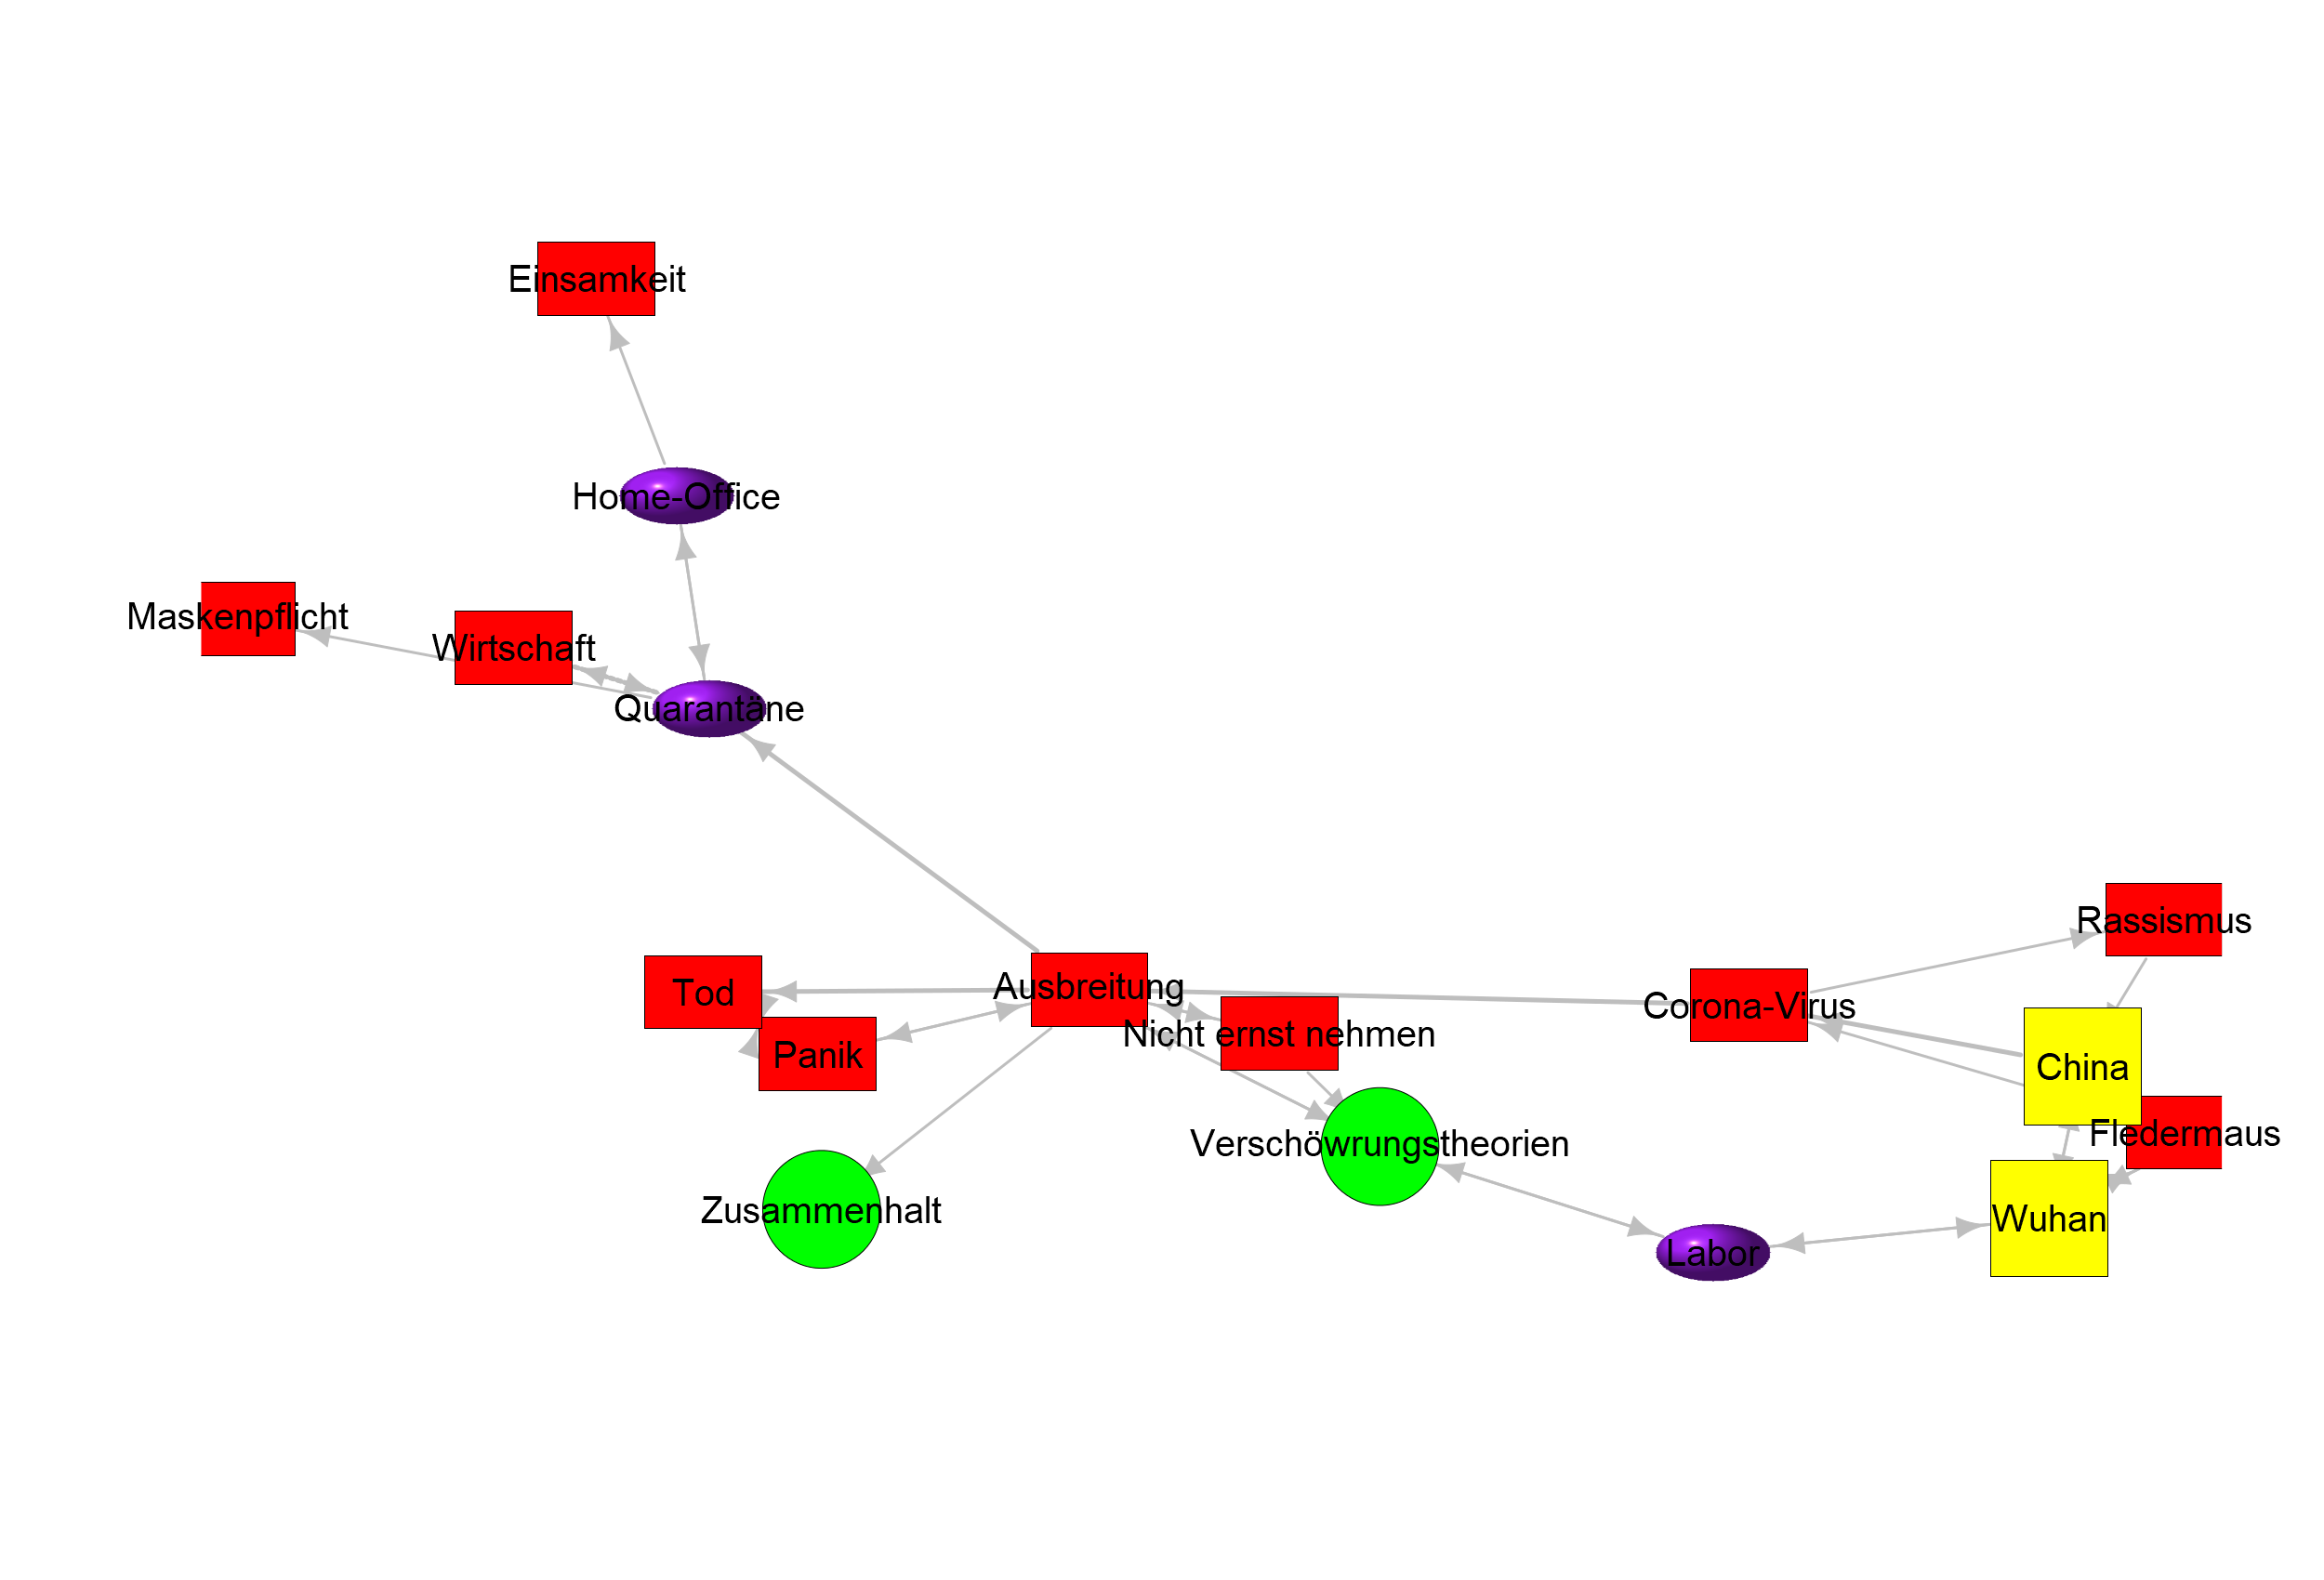 Einsamkeit
Home-Office
Maskenpflicht
Wirtschaft
Quarantäne
Rassismus
Tod
Ausbreitung
Corona-Virus
Nicht ernst nehmen
Panik
China
Fledermaus
Verschöwrungstheorien
Zusammenhalt
Wuhan
Labor